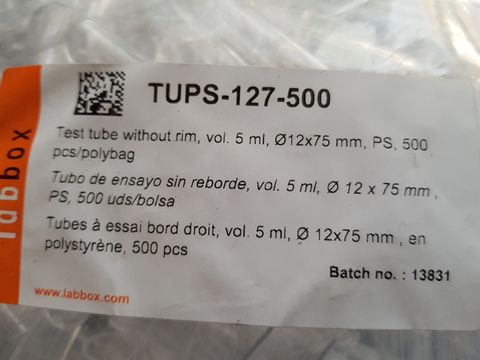 TUPS-127-500
Test tube without rim, vol. 5 ml, Ø12x75 mm, PS, 500
pcs/polybag
Tubo de ensayo sin reborde, vol. 5 ml, Ø 12 x 75 mm ,
PS, 500 uds/bolsa
Tubes à essai bord droit, vol. 5 ml, Ø 12x75 mm , en
polystyrène, 500 pcs
Batch no. : 13831
www.labbox.com
labbox